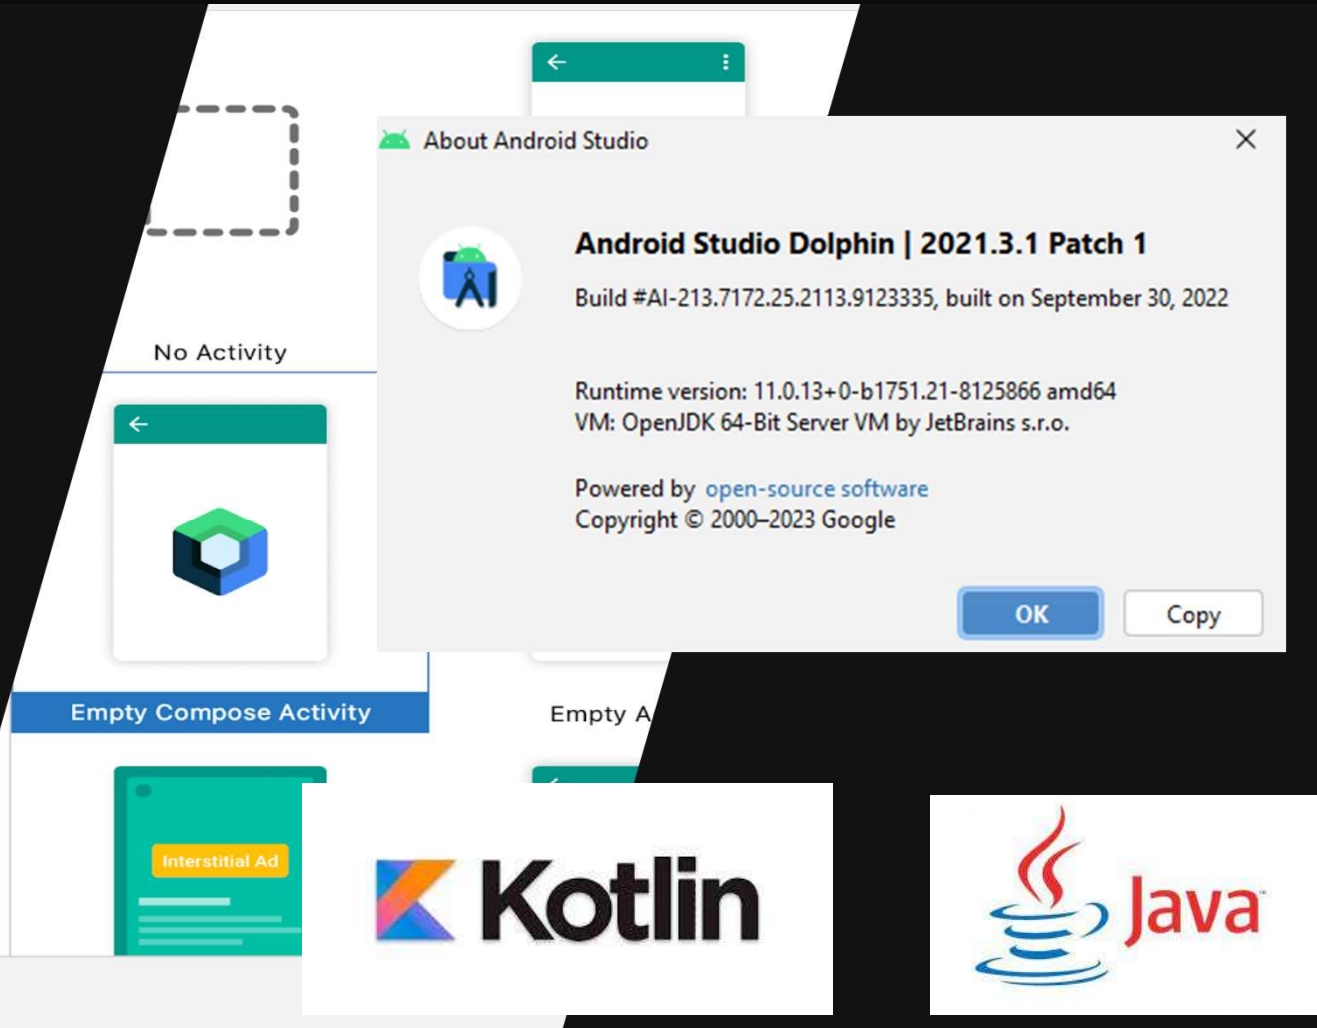 About Android Studio
Android Studio Dolphin | 2021.3.1 Patch 1
Build #AI-213.7172.25.2113.9123335, built on September 30, 2022
No Activity
Runtime version: 11.0.13+0-b1751.21-8125866 amd64
VM: OpenJDK 64-Bit Server VM by JetBrains s.r.o.
Powered by open-source software
Copyright © 2000–2023 Google
OK Copy
Empty Compose Activity
Empty A
Interstitial Ad
Kotlin
Java